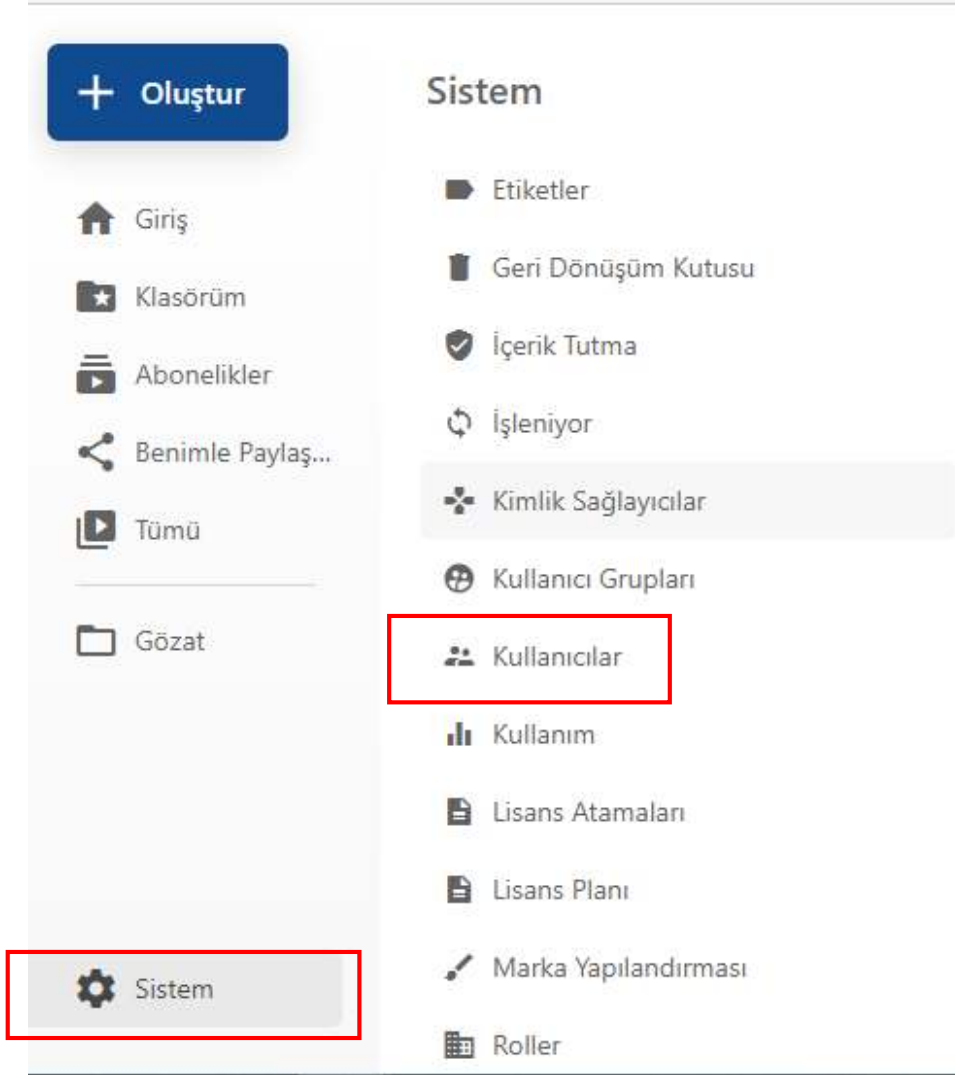 Oluştur
Giriş
Klasörüm
Abonelikler
Benimle Paylaş...
Tümü
Gözat
Sistem
Sistem
Etiketler
Geri Dönüşüm Kutusu
İçerik Tutma
İşleniyor
Kimlik Sağlayıcılar
Kullanıcı Grupları
Kullanıcılar
Kullanım
Lisans Atamaları
Lisans Planı
Marka Yapılandırması
Roller